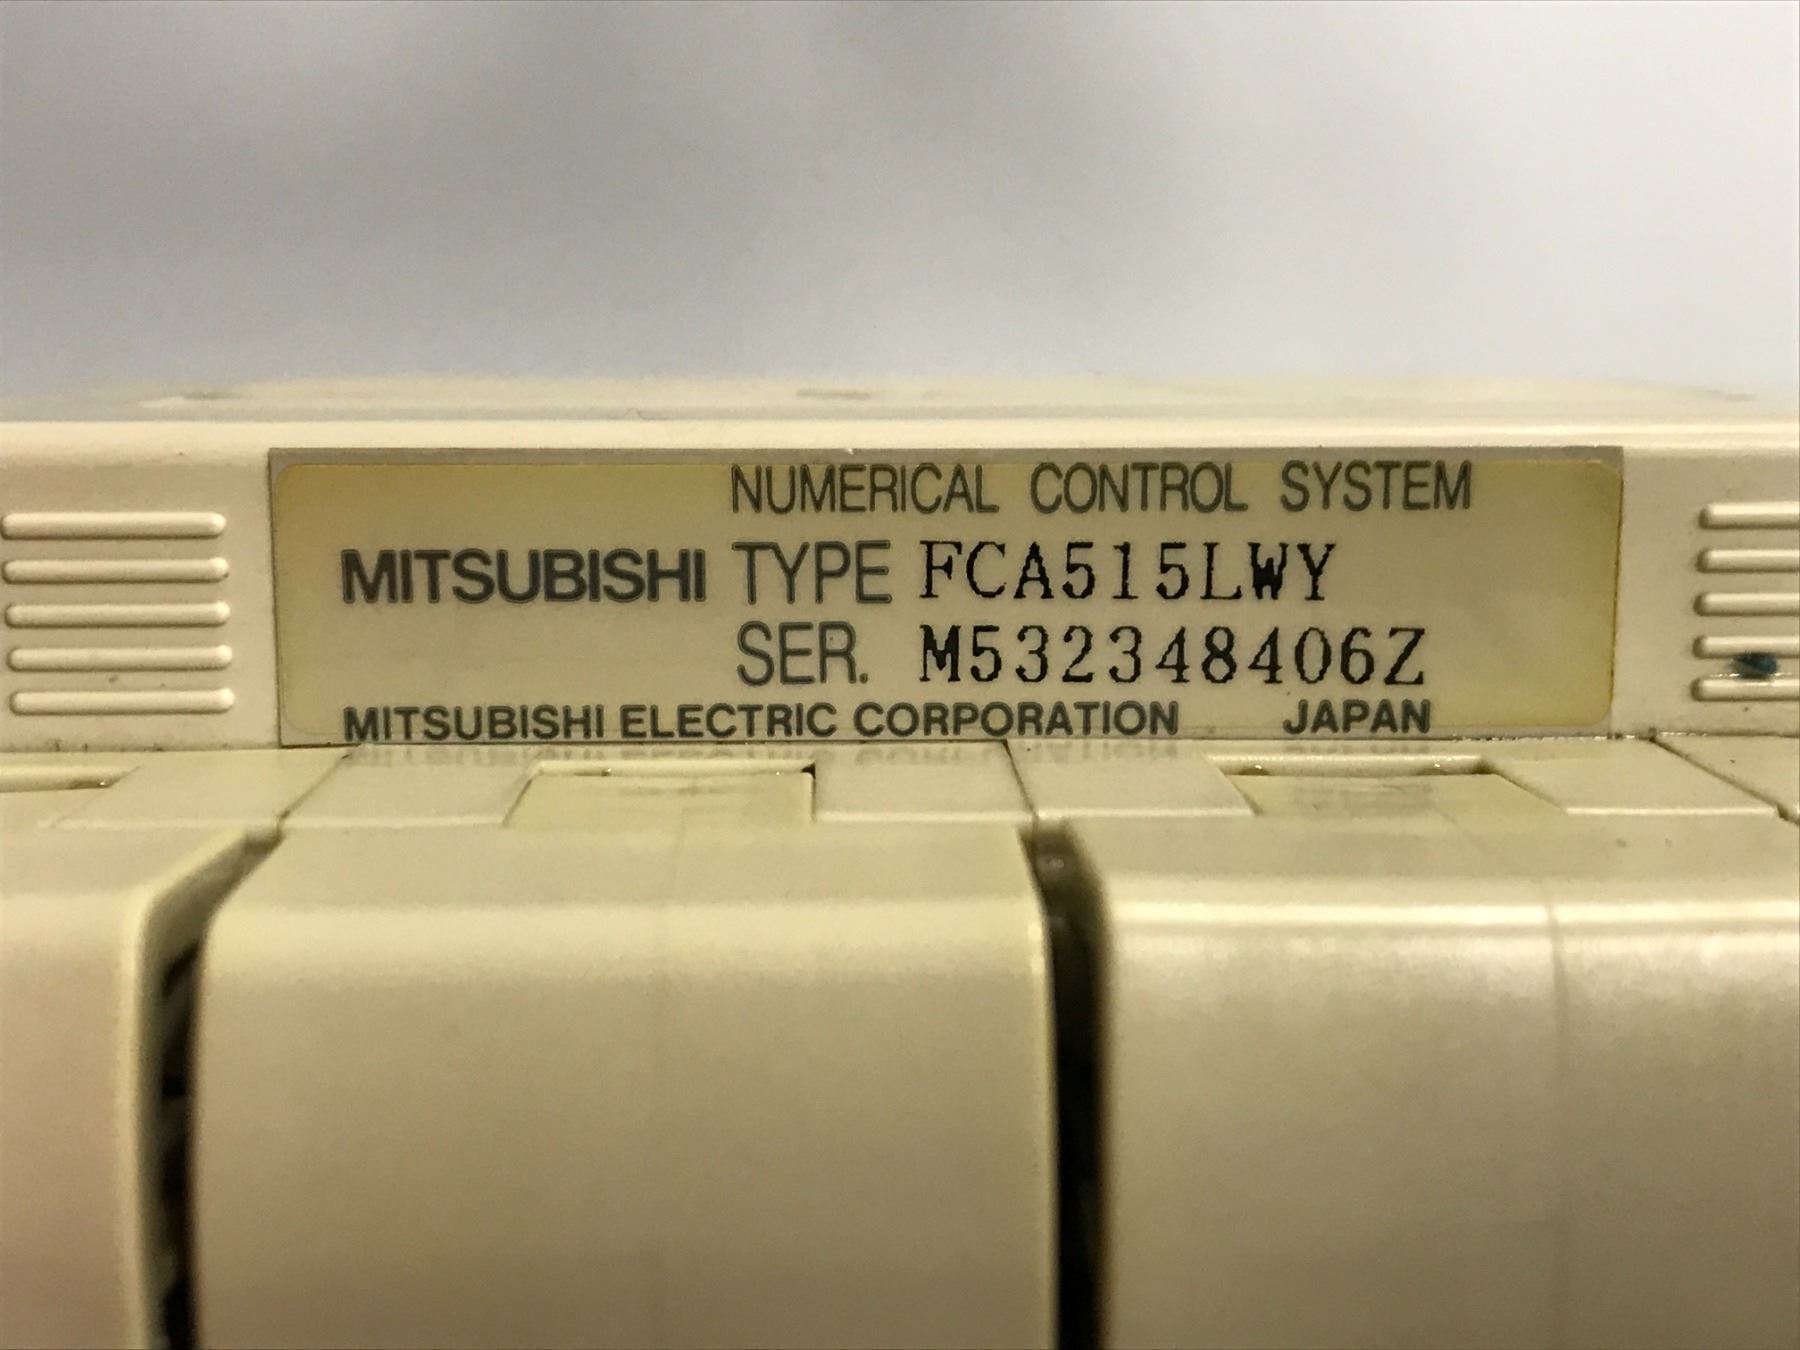 NUMERICAL CONTROL SYSTEM
MITSUBISHI TYPE FCA515LWY
SER. M532348406Z
MITSUBISHI ELECTRIC CORPORATION JAPAN